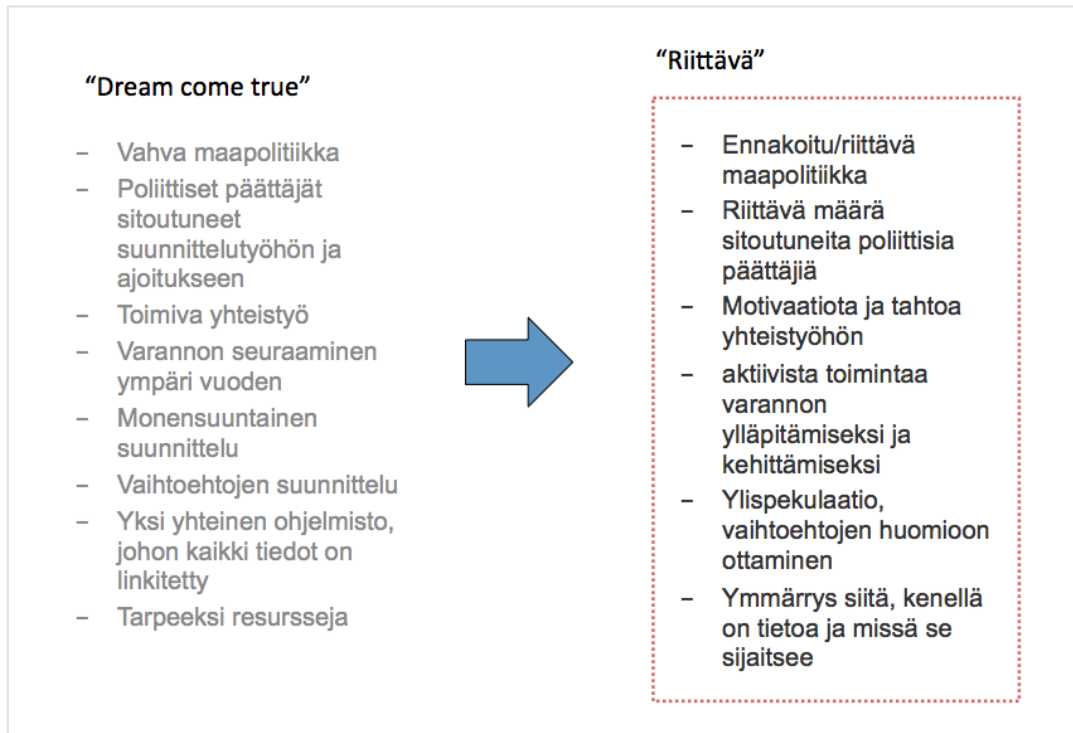 “Dream come true”
– Vahva maapolitiikka
– Poliittiset päättäjät
sitoutuneet
suunnittelutyöhön ja
ajoitukseen
– Toimiva yhteistyö
– Varannon seuraaminen
ympäri vuoden
– Monensuuntainen
suunnittelu
– Vaihtoehtojen suunnittelu
– Yksi yhteinen ohjelmisto,
johon kaikki tiedot on
linkitetty
– Tarpeeksi resursseja
“Riittävä”
– Ennakoitu/riittävä
maapolitiikka
– Riittävä määrä
sitoutuneita poliittisia
päättäjiä
– Motivaatiota ja tahtoa
yhteistyöhön
– aktiivista toimintaa
varannon
ylläpitämiseksi ja
kehittämiseksi
– Ylispekulaatio,
vaihtoehtojen huomioon
ottaminen
– Ymmärrys siitä, kenellä
on tietoa ja missä se
sijaitsee